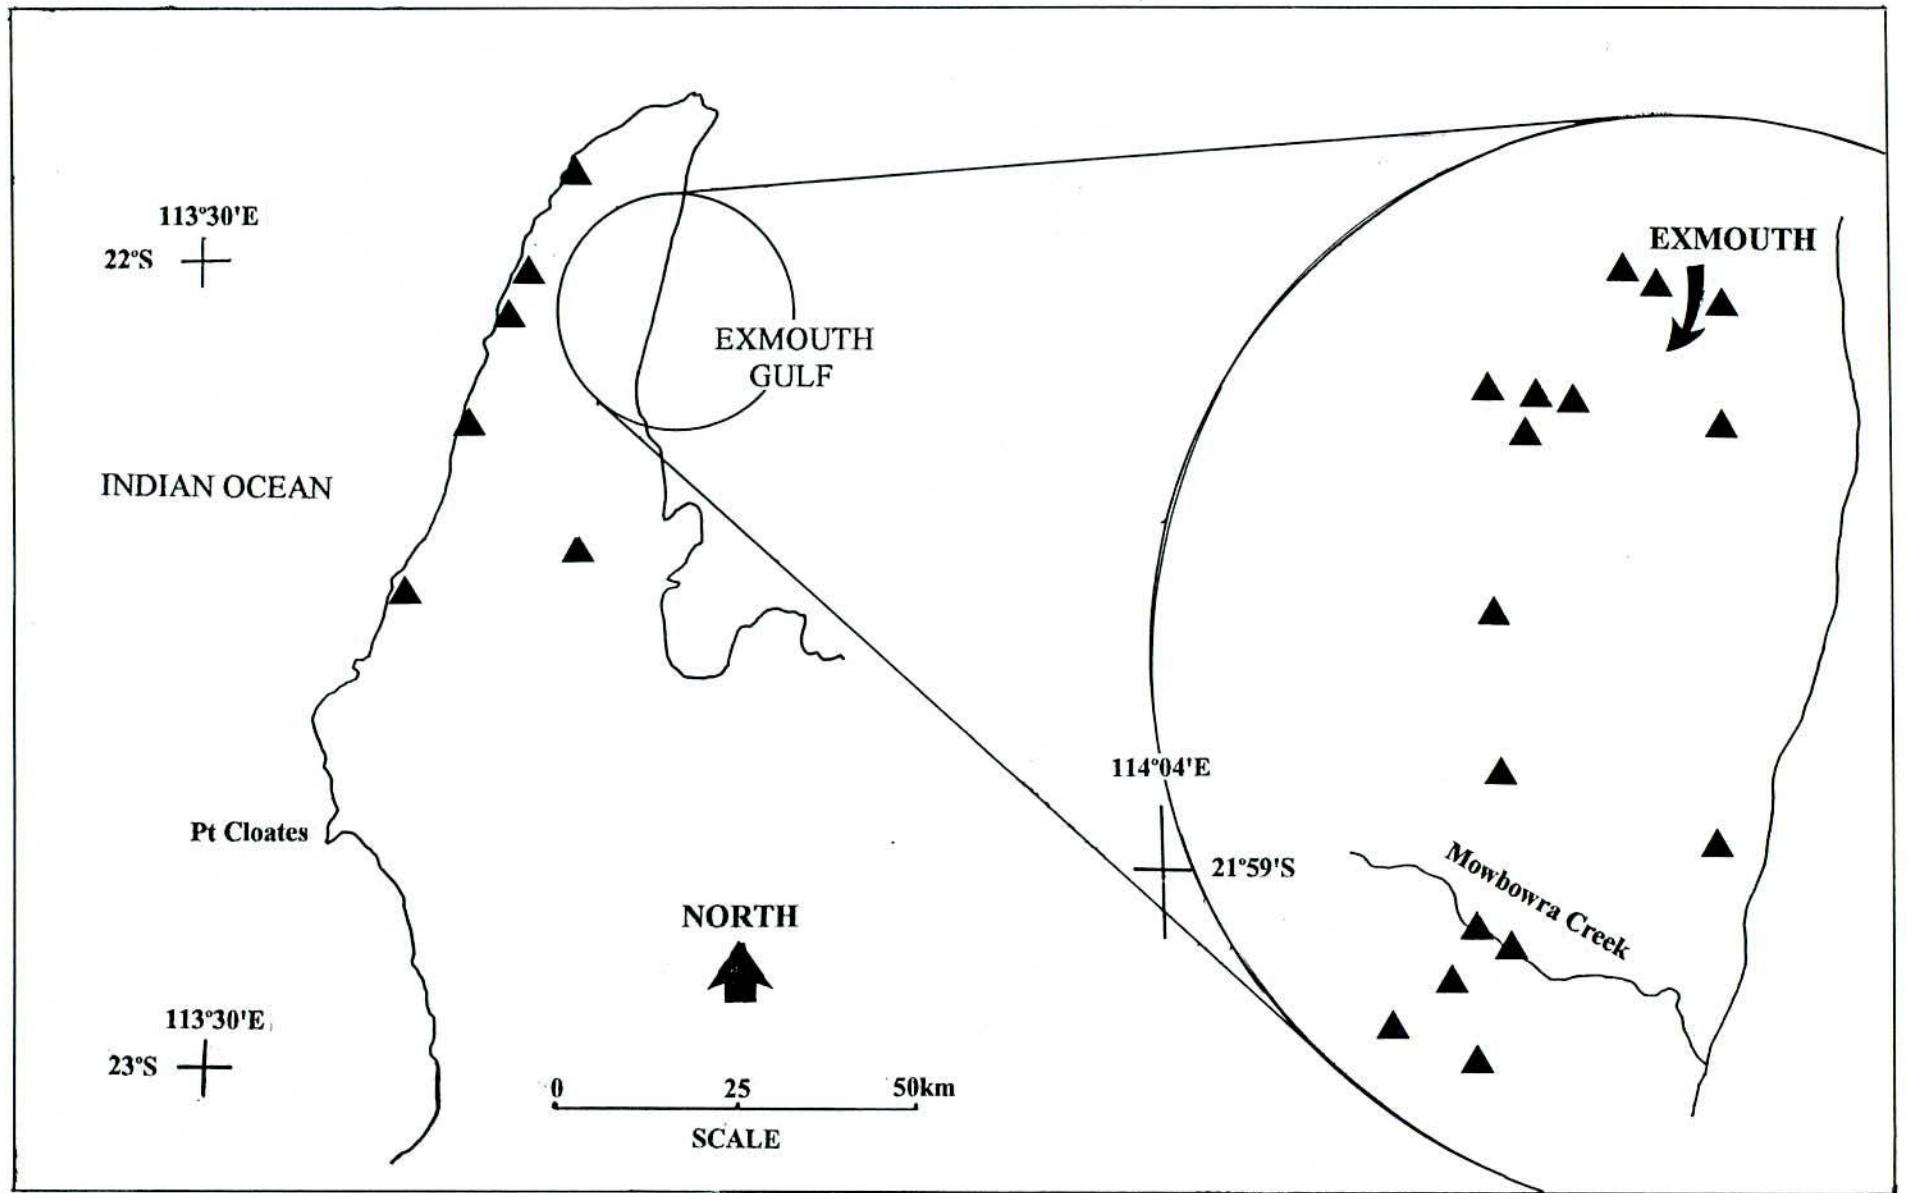 113°30'E
22°S
EXMOUTH
EXMOUTH
GULF
INDIAN OCEAN
114°04'E
Pt Cloates
21°59'S
Mowbowra Creek
NORTH
113°30'E
23°S
0 25 50km
SCALE